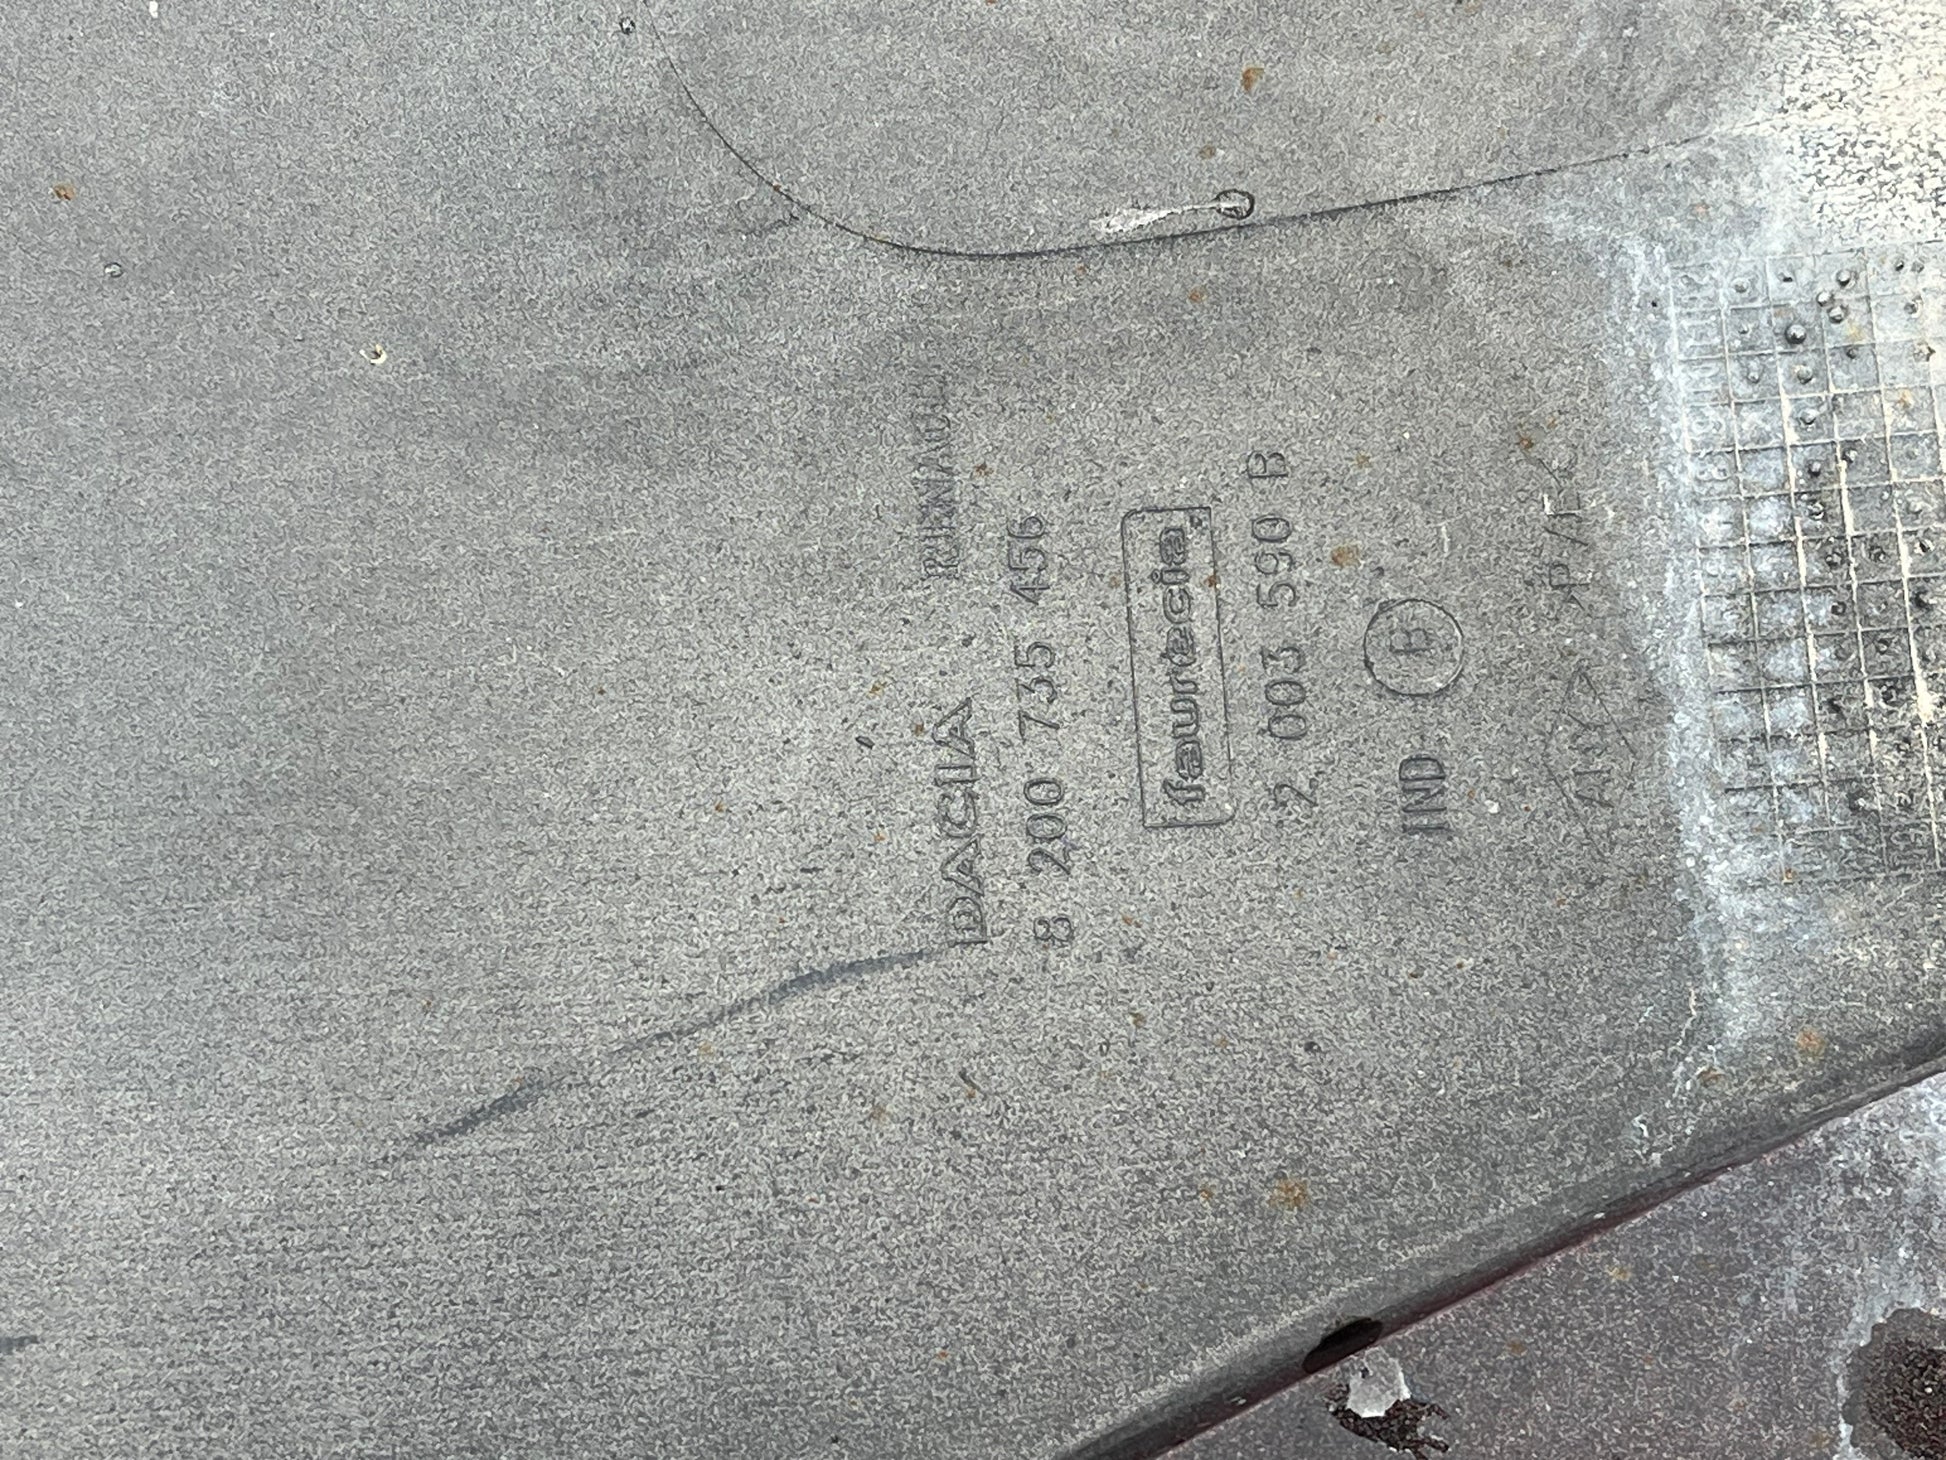 DACIA RENAULT
8 200 735 456
faurecia
2 003 590 B
IND B